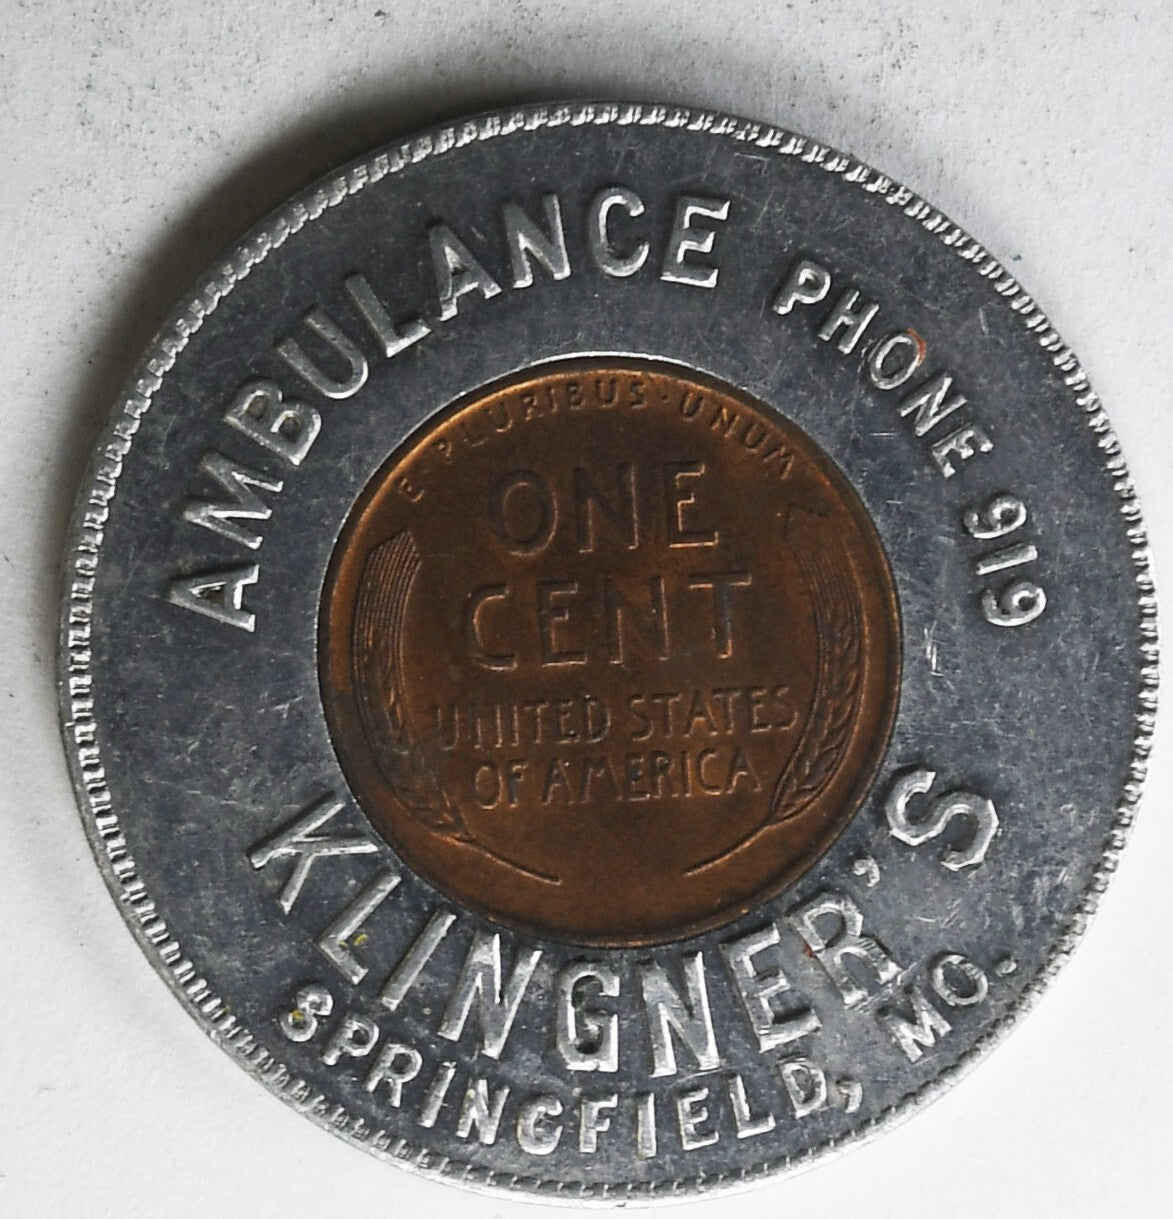 AMBULANCE PHONE 919
E PLURIBUS · UNUM
ONE
CENT
UNITED STATES
OF AMERICA
KLINGNER'S
SPRINGFIELD, MO.